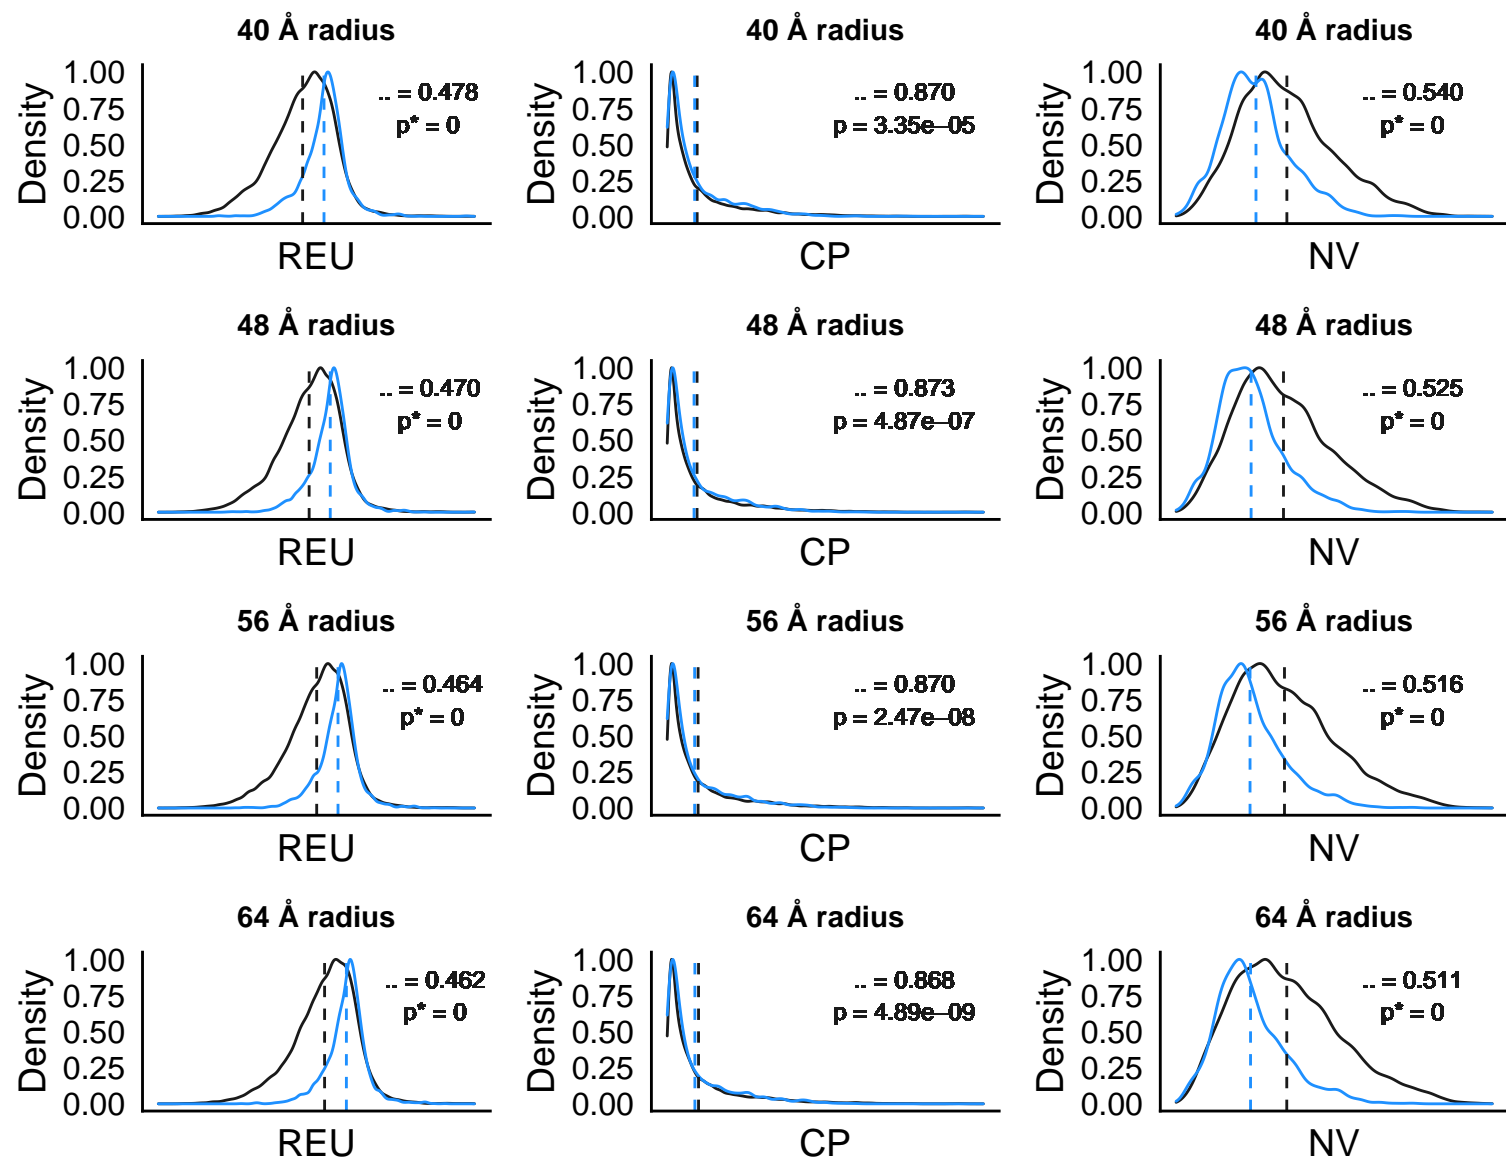 40 Å radius
1.00
0.75
0.50
0.25
0.00
Density
.. = 0.478
p* = 0
REU
40 Å radius
1.00
0.75
0.50
0.25
0.00
Density
.. = 0.870
p = 3.35e−05
CP
40 Å radius
1.00
0.75
0.50
0.25
0.00
Density
.. = 0.540
p* = 0
NV
48 Å radius
1.00
0.75
0.50
0.25
0.00
Density
.. = 0.470
p* = 0
REU
48 Å radius
1.00
0.75
0.50
0.25
0.00
Density
.. = 0.873
p = 4.87e−07
CP
48 Å radius
1.00
0.75
0.50
0.25
0.00
Density
.. = 0.525
p* = 0
NV
56 Å radius
1.00
0.75
0.50
0.25
0.00
Density
.. = 0.464
p* = 0
REU
56 Å radius
1.00
0.75
0.50
0.25
0.00
Density
.. = 0.870
p = 2.47e−08
CP
56 Å radius
1.00
0.75
0.50
0.25
0.00
Density
.. = 0.516
p* = 0
NV
64 Å radius
1.00
0.75
0.50
0.25
0.00
Density
.. = 0.462
p* = 0
REU
64 Å radius
1.00
0.75
0.50
0.25
0.00
Density
.. = 0.868
p = 4.89e−09
CP
64 Å radius
1.00
0.75
0.50
0.25
0.00
Density
.. = 0.511
p* = 0
NV